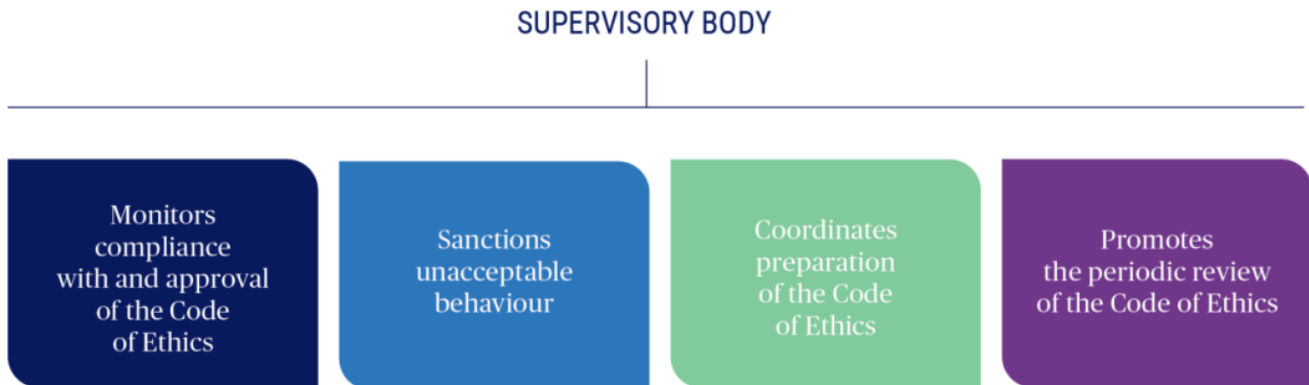 SUPERVISORY BODY
Monitors
compliance
with and approval
of the Code
of Ethics
Sanctions
unacceptable
behaviour
Coordinates
preparation
of the Code
of Ethics
Promotes
the periodic review
of the Code of Ethics